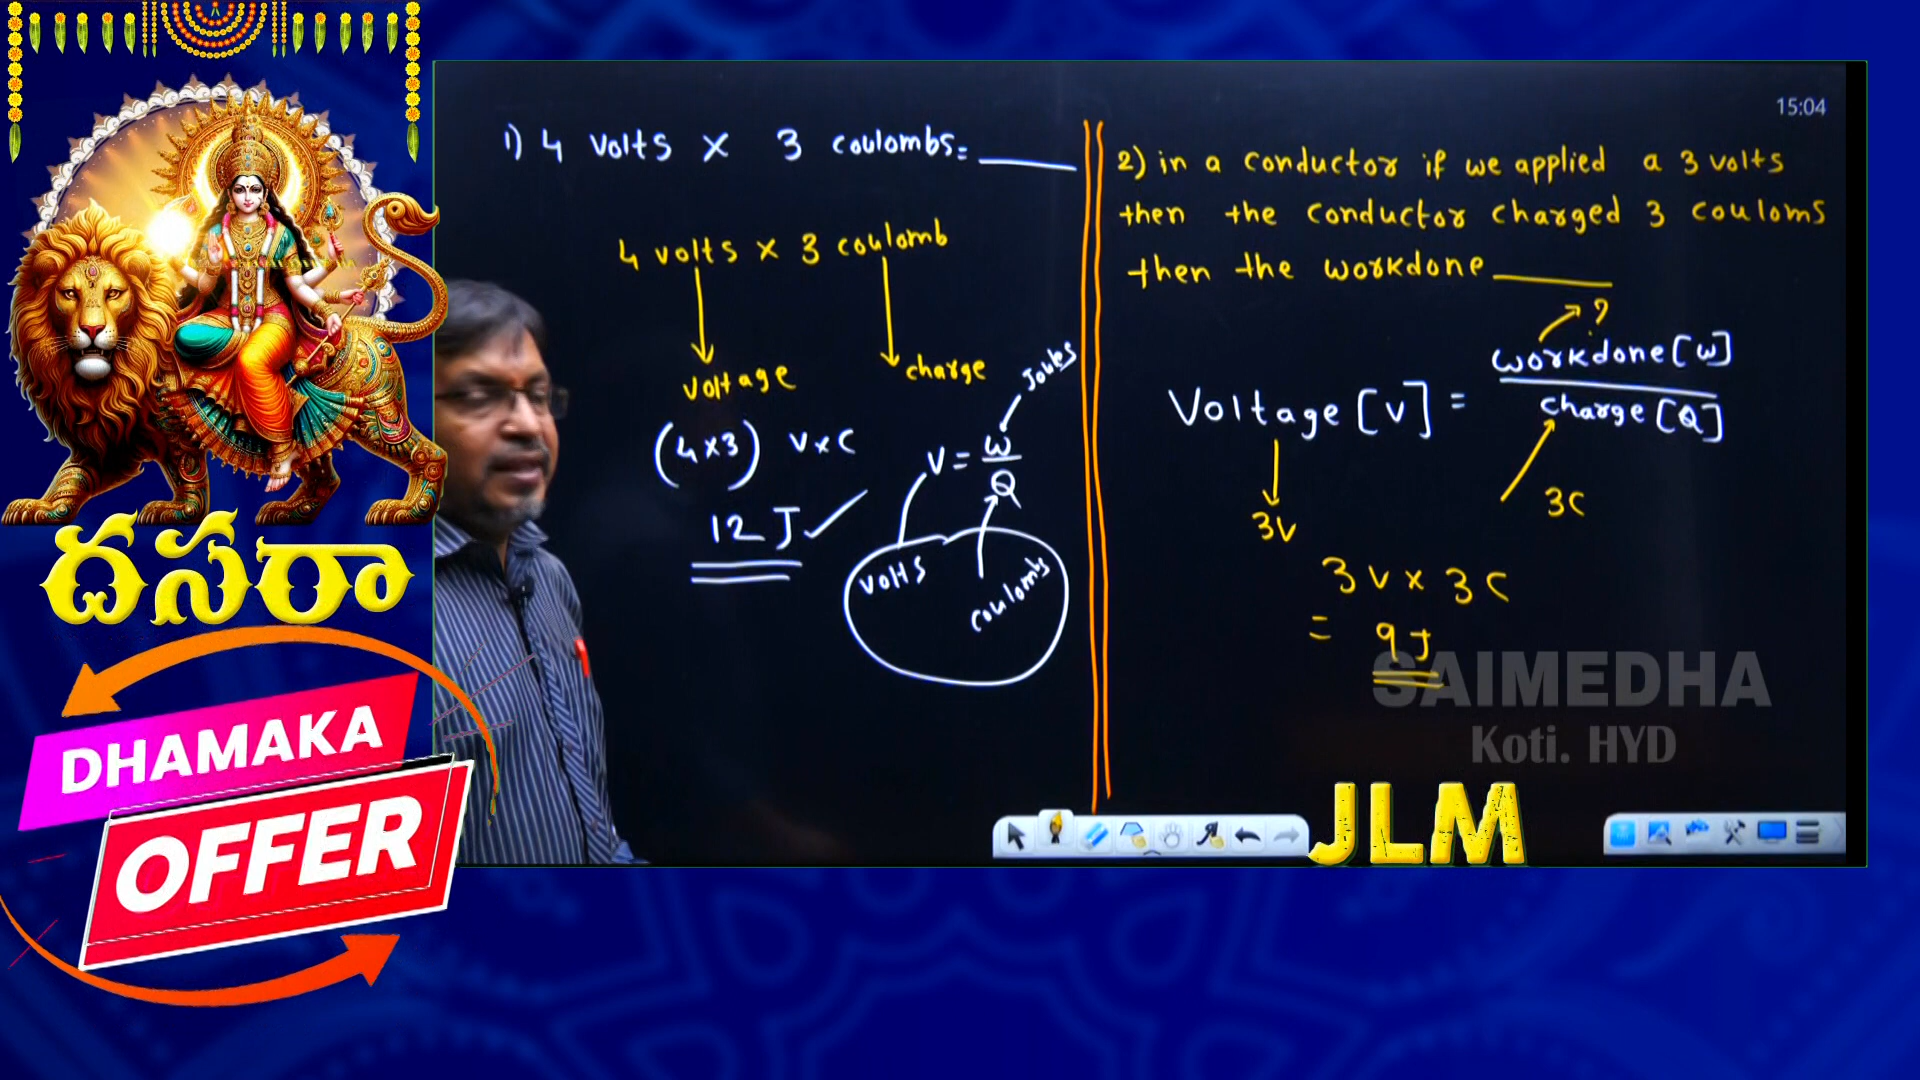 15:04
1) 4 volts x 3 coulombs= ____
4 volts x 3 coulomb
voltage
charge
(4x3) VxC
12 J
Joules
V = W/Q
volts
coulombs
2) in a conductor if we applied a 3 volts
then the conductor charged 3 couloms
then the workdone ____
?
Voltage [V] = workdone [W] / charge [Q]
3V
3C
3V x 3C
= 9J
SAIMEDHA
Koti. HYD
JLM
దసరా
DHAMAKA
OFFER